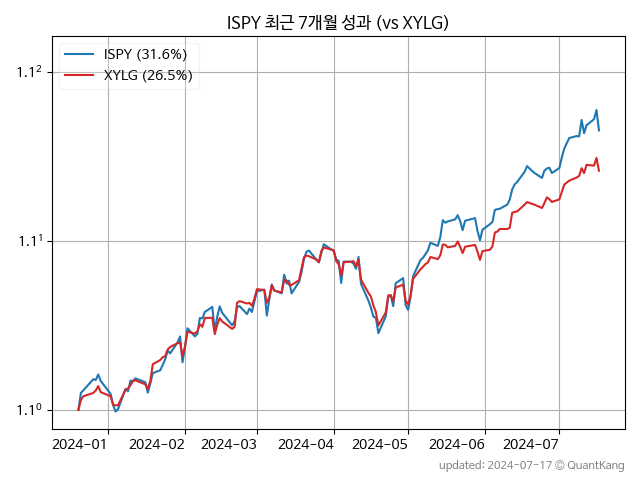 ISPY 최근 7개월 성과 (vs XYLG)
ISPY (31.6%)
XYLG (26.5%)
1.1²
1.1¹
1.1⁰
2024-01 2024-02 2024-03 2024-04 2024-05 2024-06 2024-07
updated: 2024-07-17 © QuantKang